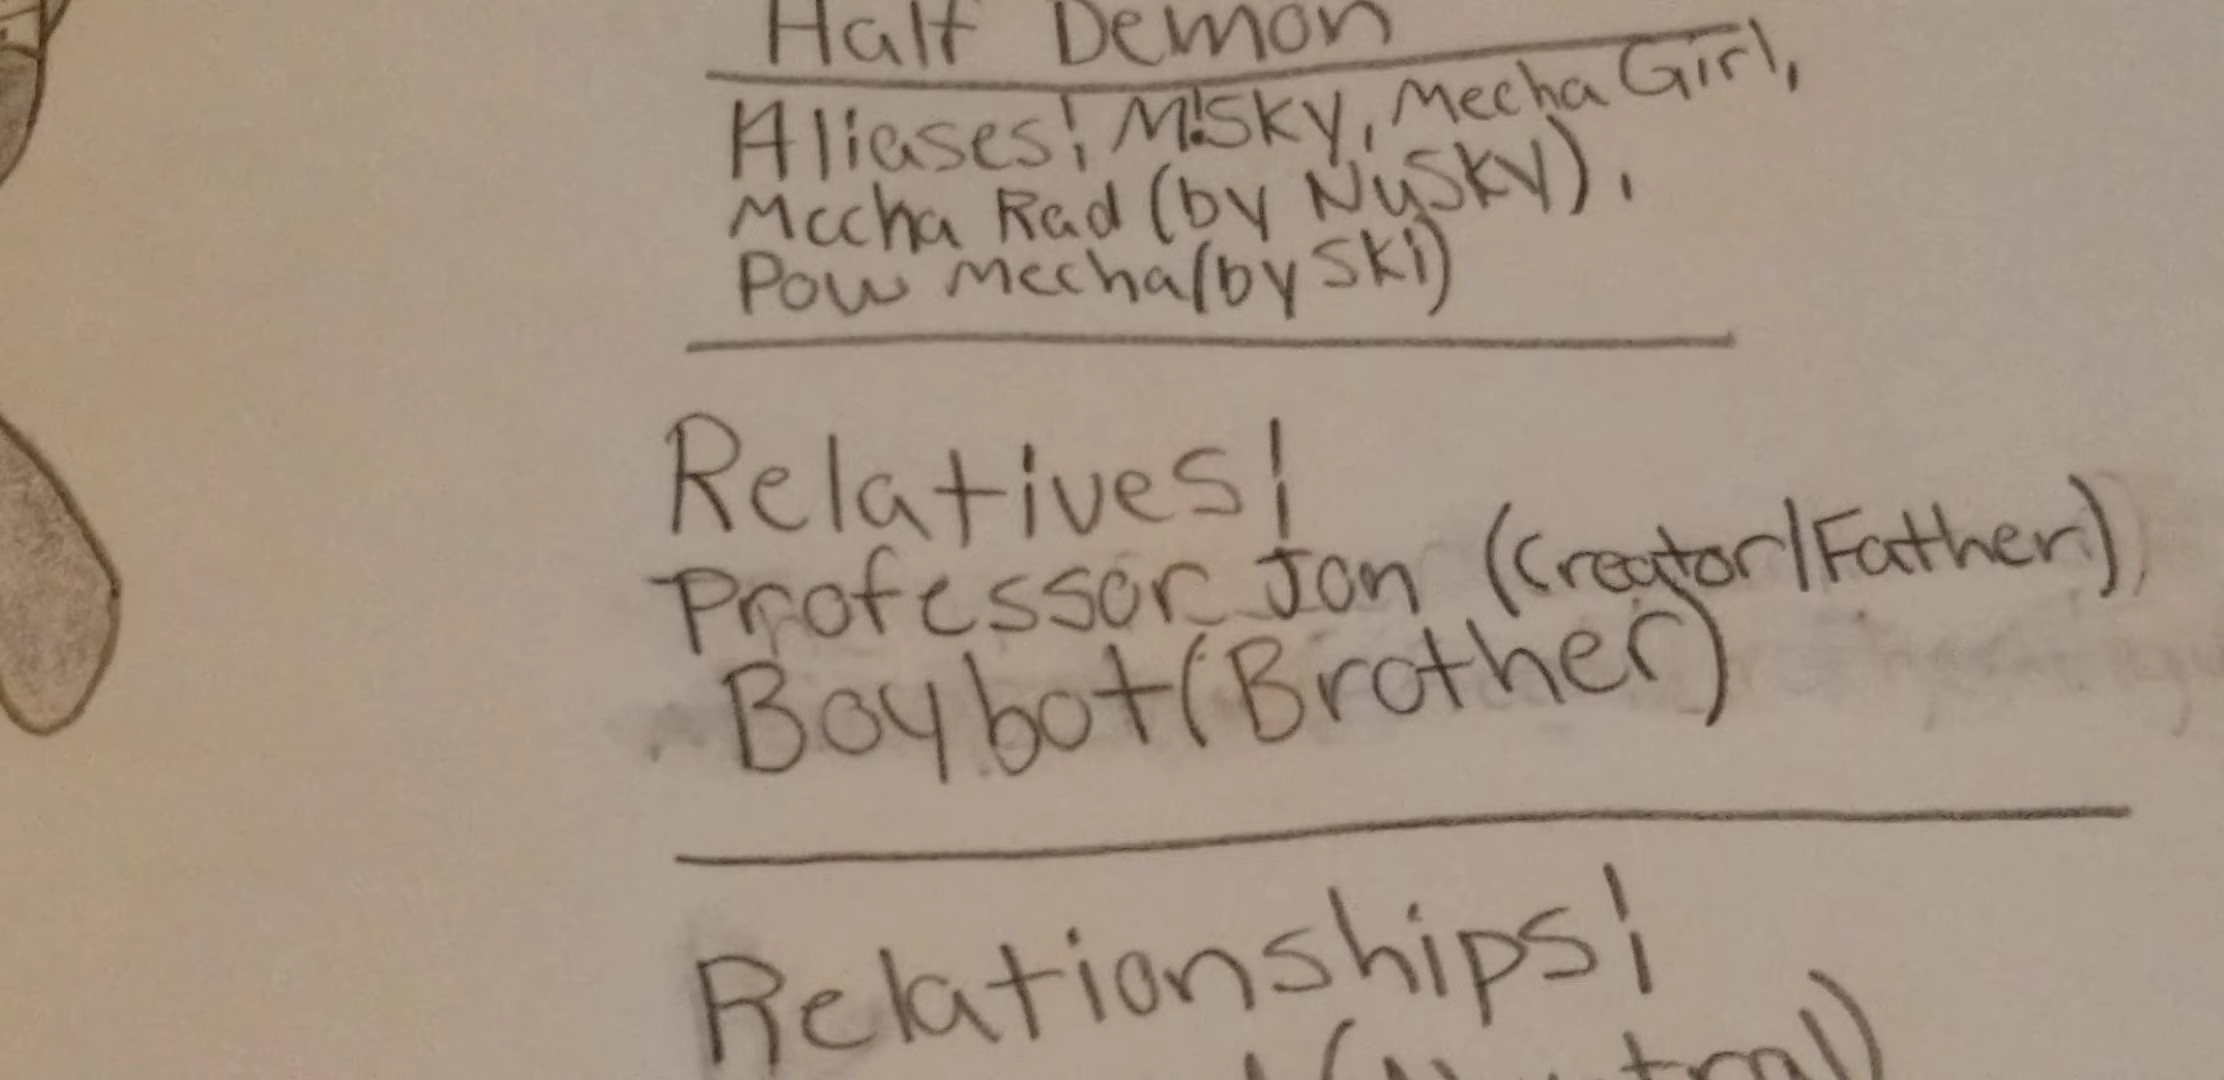 Half Demon
Aliases: M!SKY, Mecha Girl,
Mecha Rad (by NuSKY),
Pow Mecha (by Ski)
Relatives:
Professor Jon (Creator/Father)
Boybot (Brother)
Relationships:
(Neutral)